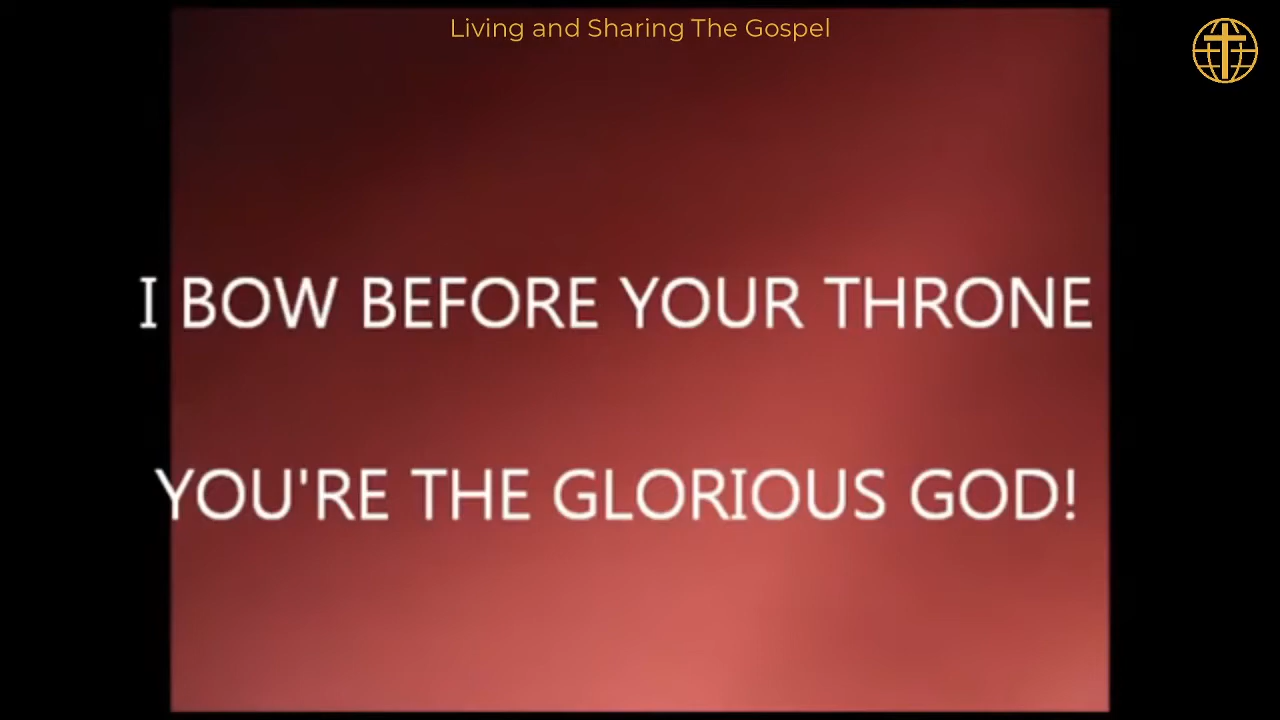 Living and Sharing The Gospel
I BOW BEFORE YOUR THRONE
YOU'RE THE GLORIOUS GOD!